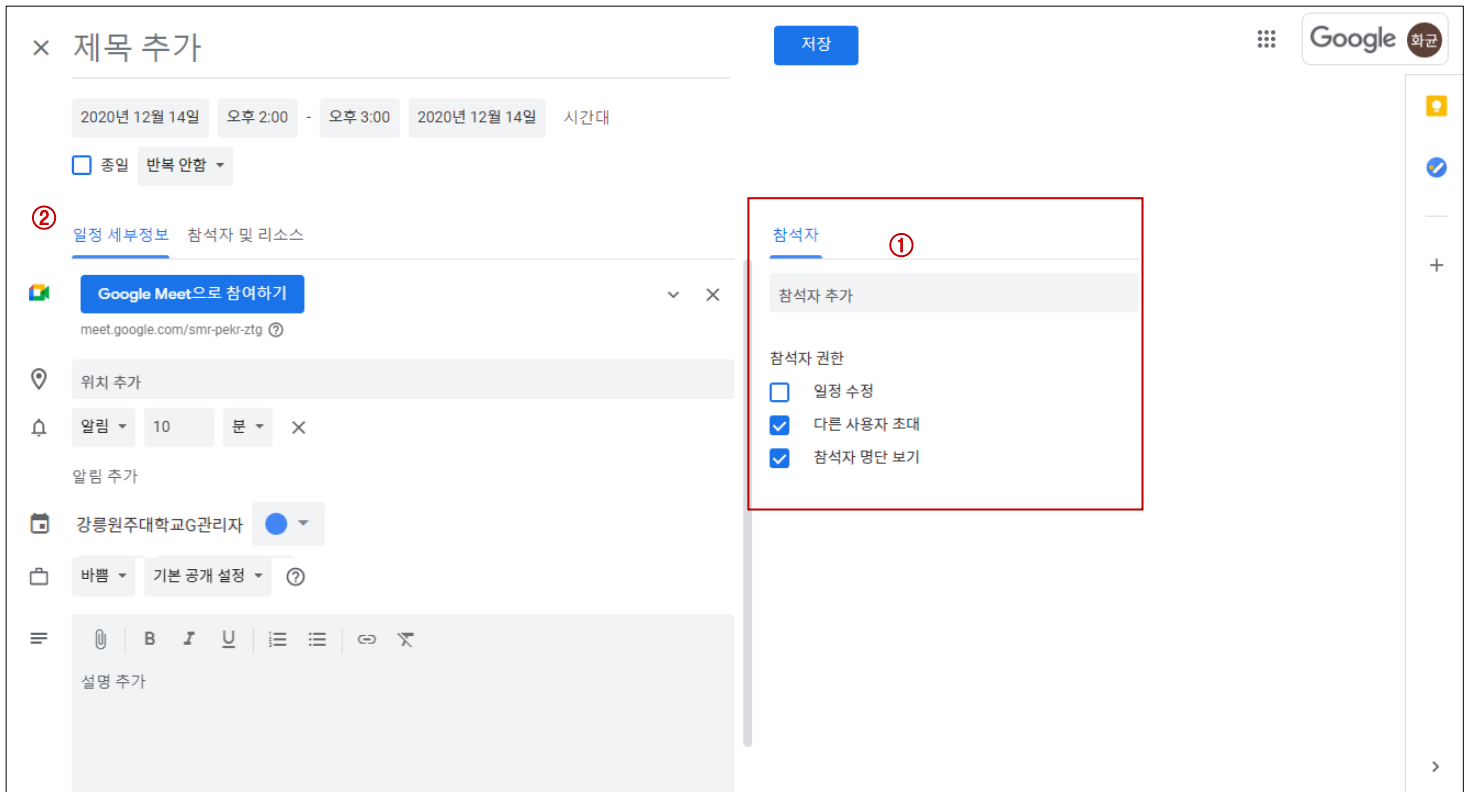 제목 추가
저장
Google 화균
2020년 12월 14일 오후 2:00 - 오후 3:00 2020년 12월 14일 시간대
종일 반복 안함
②
일정 세부정보 참석자 및 리소스
Google Meet으로 참여하기
meet.google.com/smr-pekr-ztg
위치 추가
알림 10 분
알림 추가
강릉원주대학교G관리자
바쁨 기본 공개 설정
B I U
설명 추가
참석자 ①
참석자 추가
참석자 권한
일정 수정
다른 사용자 초대
참석자 명단 보기